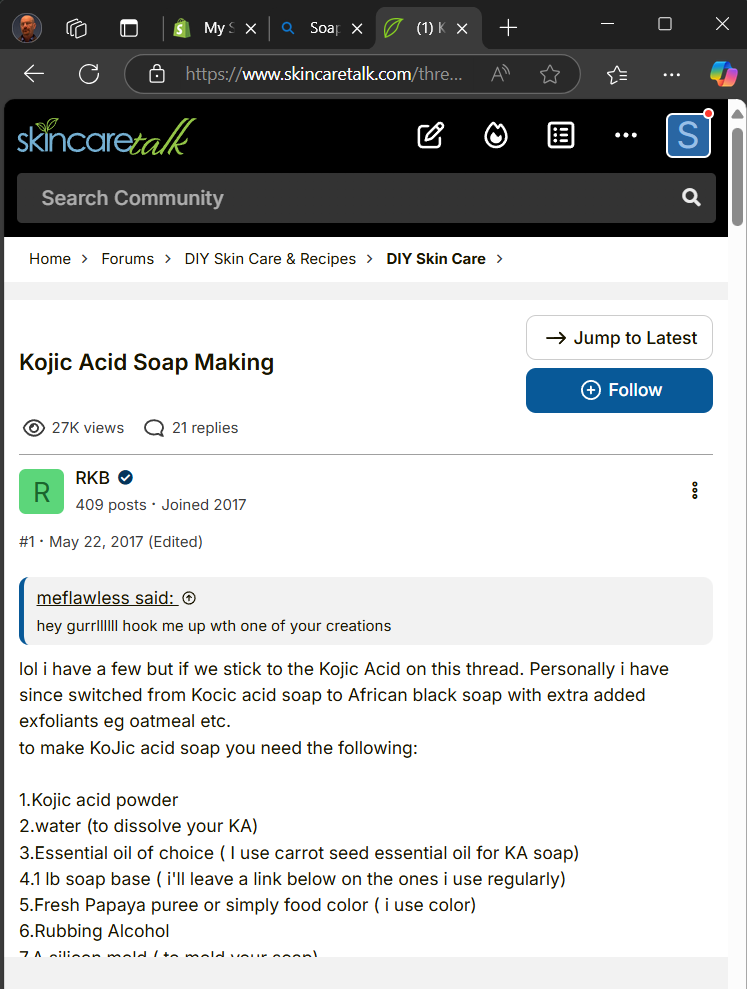 My S
Soap
(1) K
https://www.skincaretalk.com/thre...
skincaretalk
S
Search Community
Home > Forums > DIY Skin Care & Recipes > DIY Skin Care >
Jump to Latest
Kojic Acid Soap Making
Follow
27K views 21 replies
R
RKB
409 posts · Joined 2017
#1 · May 22, 2017 (Edited)
meflawless said:
hey gurrllllll hook me up wth one of your creations
lol i have a few but if we stick to the Kojic Acid on this thread. Personally i have
since switched from Kocic acid soap to African black soap with extra added
exfoliants eg oatmeal etc.
to make KoJic acid soap you need the following:
1.Kojic acid powder
2.water (to dissolve your KA)
3.Essential oil of choice ( I use carrot seed essential oil for KA soap)
4.1 lb soap base ( i'll leave a link below on the ones i use regularly)
5.Fresh Papaya puree or simply food color ( i use color)
6.Rubbing Alcohol
7.A silicon mold ( to mold your soap)